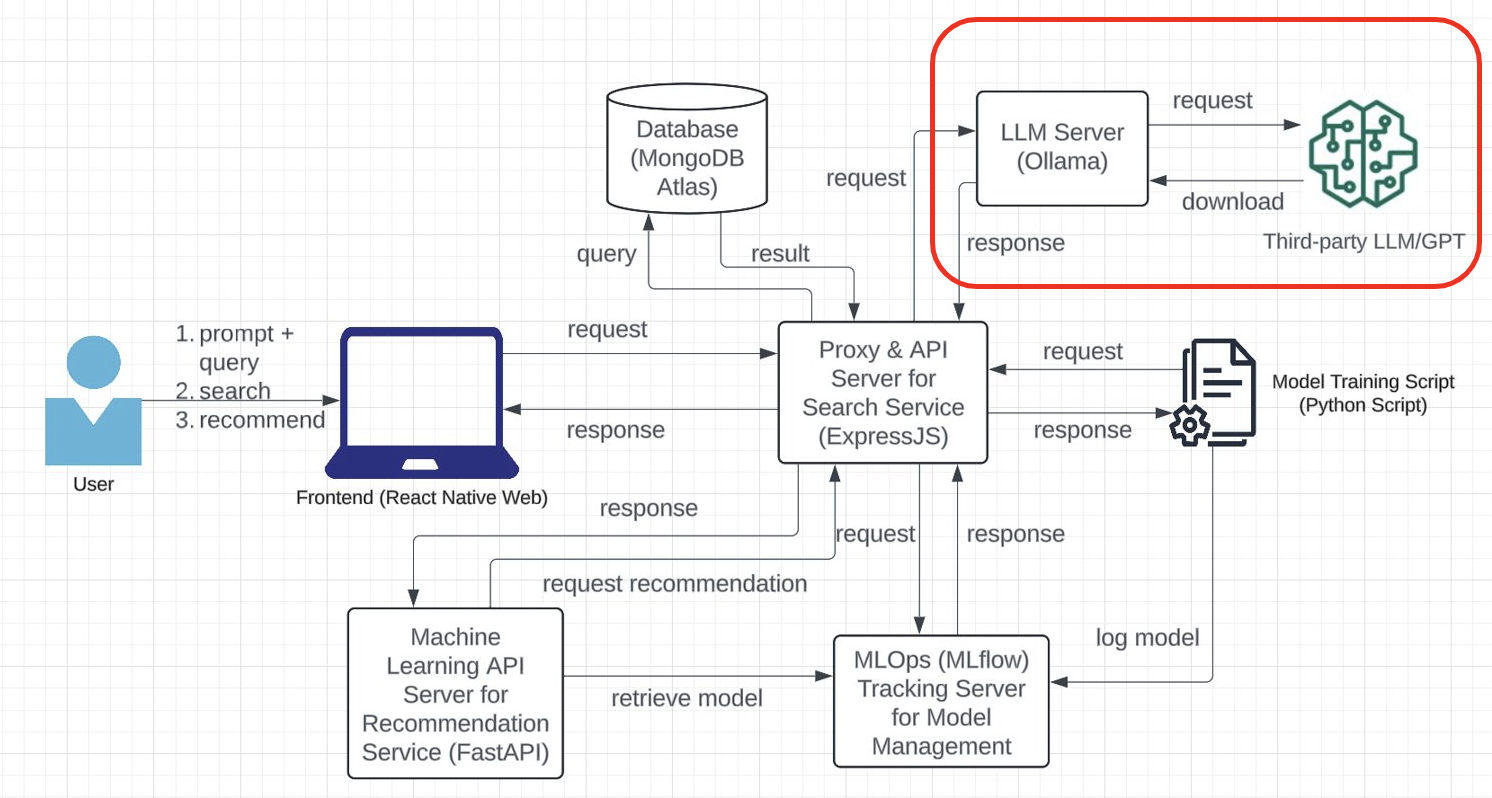 Database
(MongoDB
Atlas)
LLM Server
(Ollama)
request
download
Third-party LLM/GPT
request
response
query
result
1. prompt +
query
2. search
3. recommend
User
Frontend (React Native Web)
request
response
Proxy & API
Server for
Search Service
(ExpressJS)
request
response
Model Training Script
(Python Script)
response
request recommendation
request
response
log model
Machine
Learning API
Server for
Recommendation
Service (FastAPI)
retrieve model
MLOps (MLflow)
Tracking Server
for Model
Management